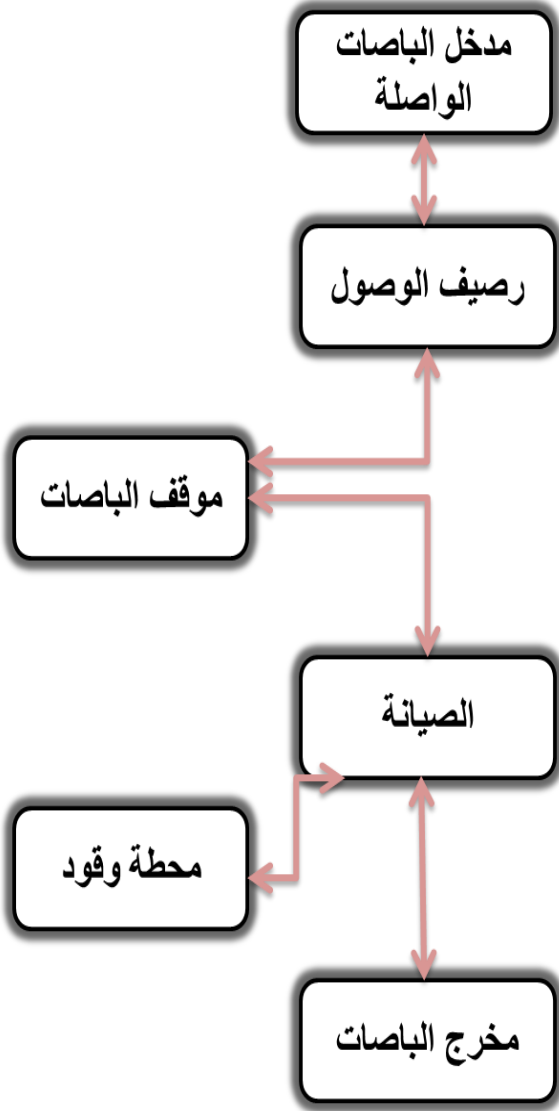 مدخل الباصات
الواصلة
رصيف الوصول
موقف الباصات
الصيانة
محطة وقود
مخرج الباصات